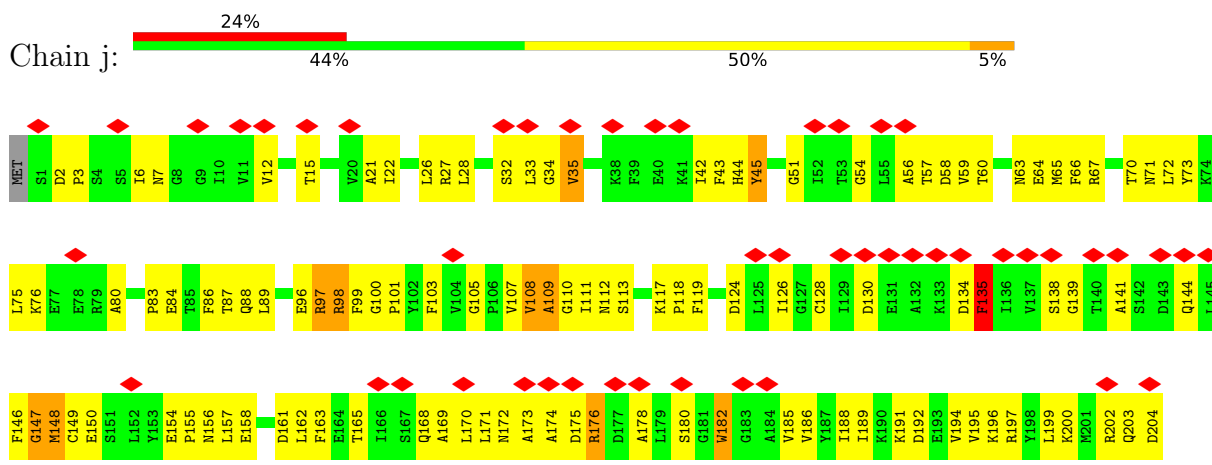 24%
Chain j:
44% 50% 5%
MET S1 D2 P3 S4 S5 I6 N7 G8 G9 I10 V11 V12 T15 V20 A21 I22 L26 R27 L28 S32 L33 G34 V35 K38 F39 E40 K41 I42 F43 H44 Y45 G51 I52 T53 G54 L55 A56 T57 D58 V59 T60 N63 E64 M65 F66 R67 T70 N71 L72 Y73 K74
L75 K76 E77 E78 R79 A80 P83 E84 T85 F86 T87 Q88 L89 E96 R97 R98 F99 G100 P101 Y102 F103 V104 G105 P106 V107 V108 A109 G110 I111 N112 S113 K117 P118 F119 D124 L125 I126 G127 C128 I129 D130 E131 A132 K133 D134 F135 I136 V137 S138 G139 T140 A141 S142 D143 Q144 L145
F146 G147 M148 C149 E150 S151 L152 Y153 E154 P155 N156 L157 E158 D161 L162 F163 E164 T165 I166 S167 Q168 A169 L170 L171 N172 A173 A174 D175 R176 D177 A178 L179 S180 G181 W182 G183 A184 V185 V186 Y187 I188 I189 K190 K191 D192 E193 V194 V195 K196 R197 Y198 L199 K200 M201 R202 Q203 D204